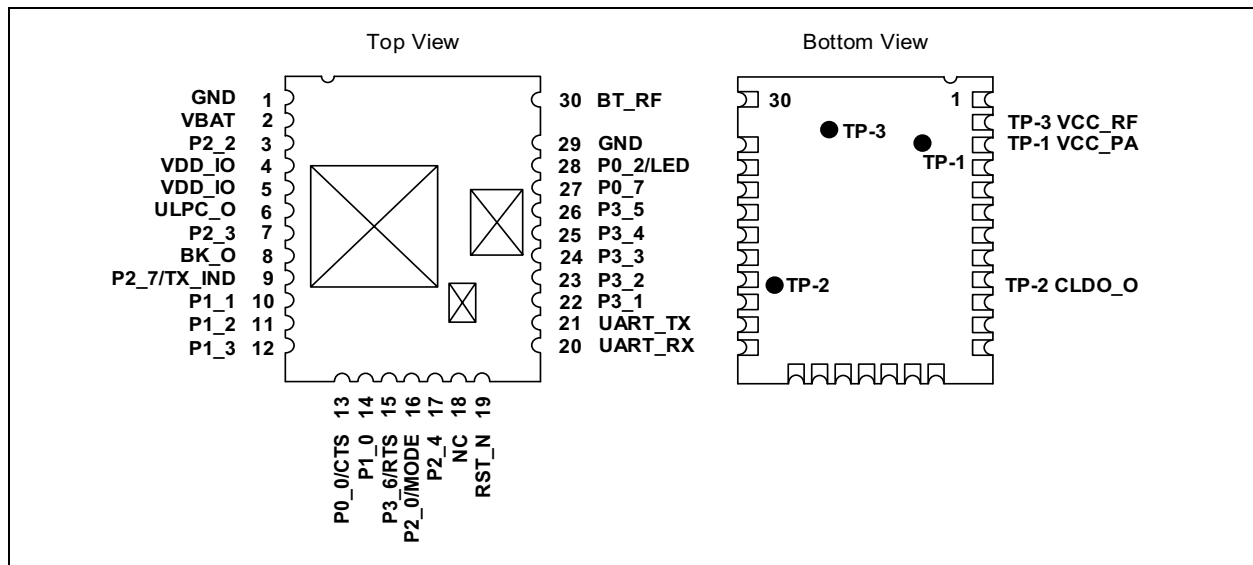 Top View
GND 1
VBAT 2
P2_2 3
VDD_IO 4
VDD_IO 5
ULPC_O 6
P2_3 7
BK_O 8
P2_7/TX_IND 9
P1_1 10
P1_2 11
P1_3 12
13 P0_0/CTS
14 P1_0
15 P3_6/RTS
16 P2_0/MODE
17 P2_4
18 NC
19 RST_N
30 BT_RF
29 GND
28 P0_2/LED
27 P0_7
26 P3_5
25 P3_4
24 P3_3
23 P3_2
22 P3_1
21 UART_TX
20 UART_RX
Bottom View
30
1
TP-3
TP-1
TP-2
TP-3 VCC_RF
TP-1 VCC_PA
TP-2 CLDO_O